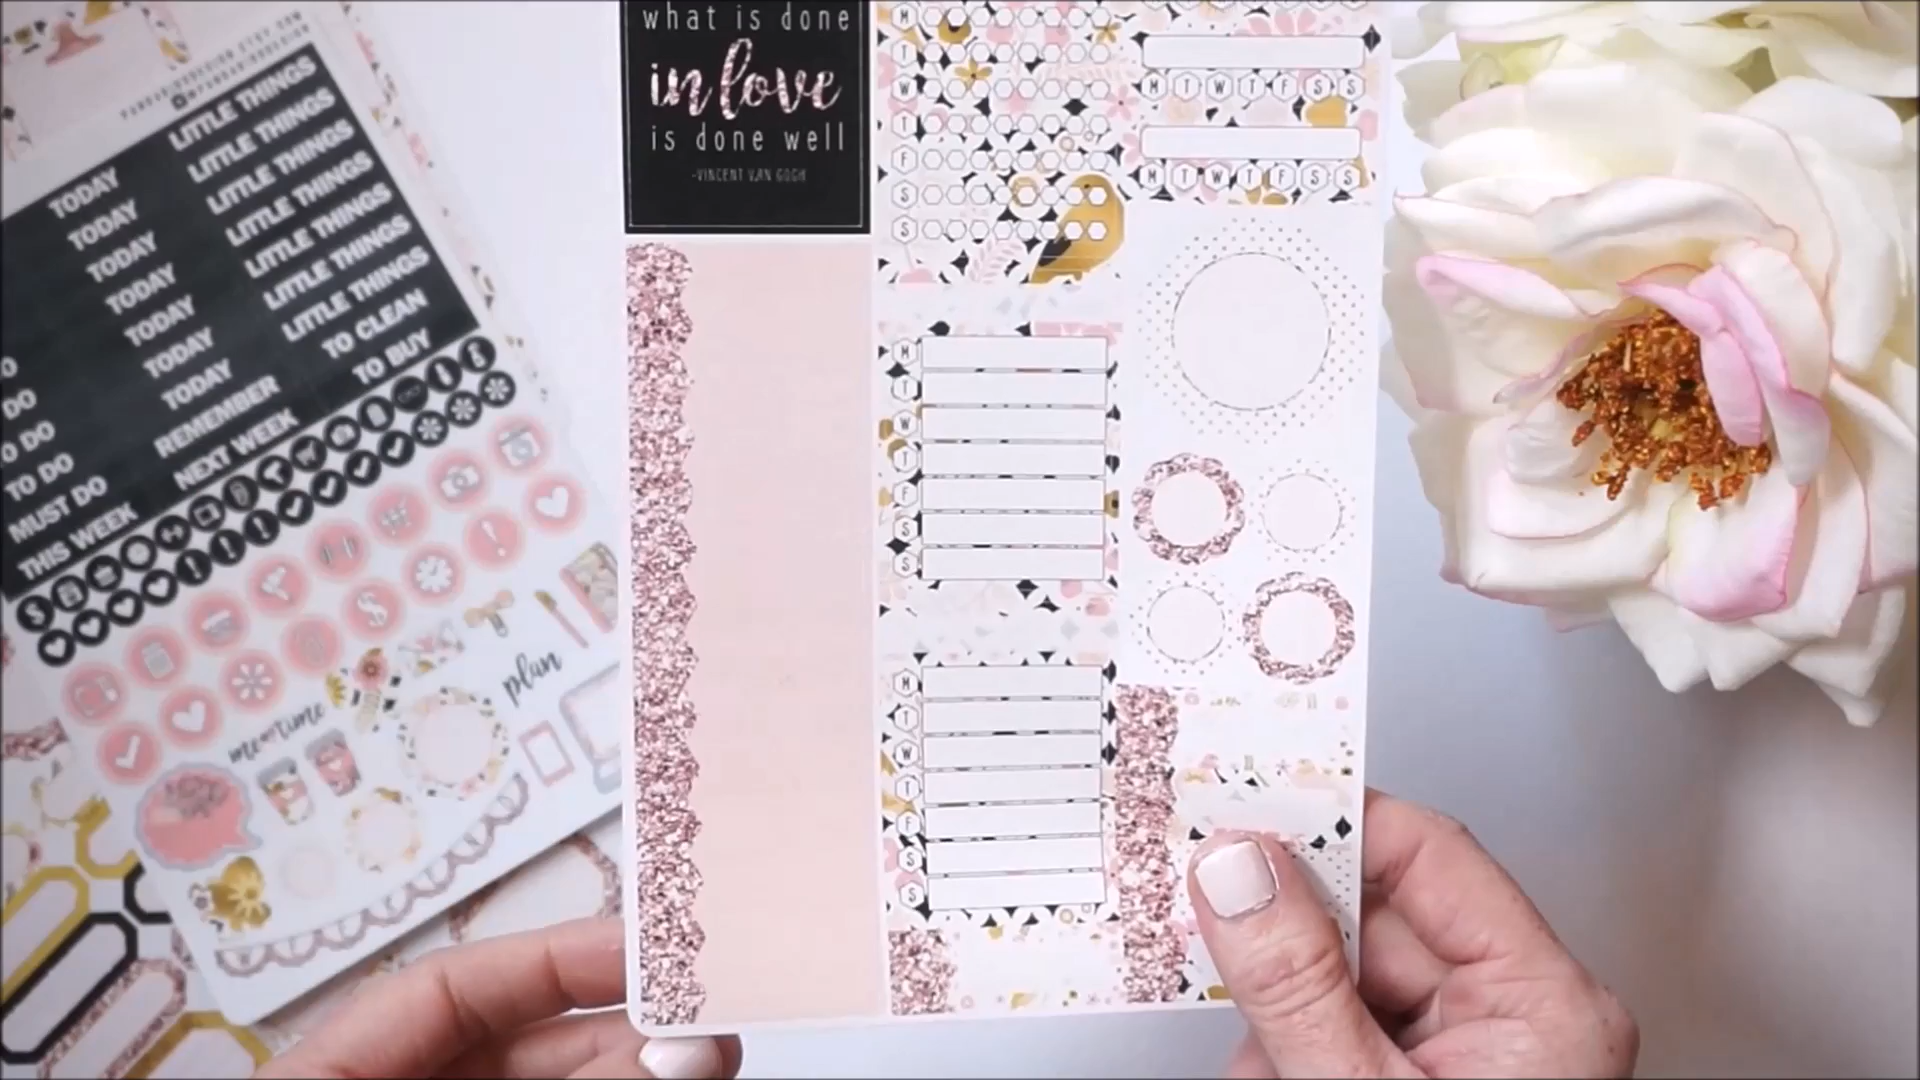 what is done
in love
is done well
-VINCENT VAN GOGH
M
T
W
T
F
S
S
M T W T F S S
M T W T F S S
M
T
W
T
F
S
S
M
T
W
T
F
S
S
TODAY
TODAY
TODAY
TODAY
TODAY
TODAY
TODAY
REMEMBER
NEXT WEEK
LITTLE THINGS
LITTLE THINGS
LITTLE THINGS
LITTLE THINGS
LITTLE THINGS
LITTLE THINGS
LITTLE THINGS
TO CLEAN
TO BUY
DO
TO DO
MUST DO
THIS WEEK
me time
plan